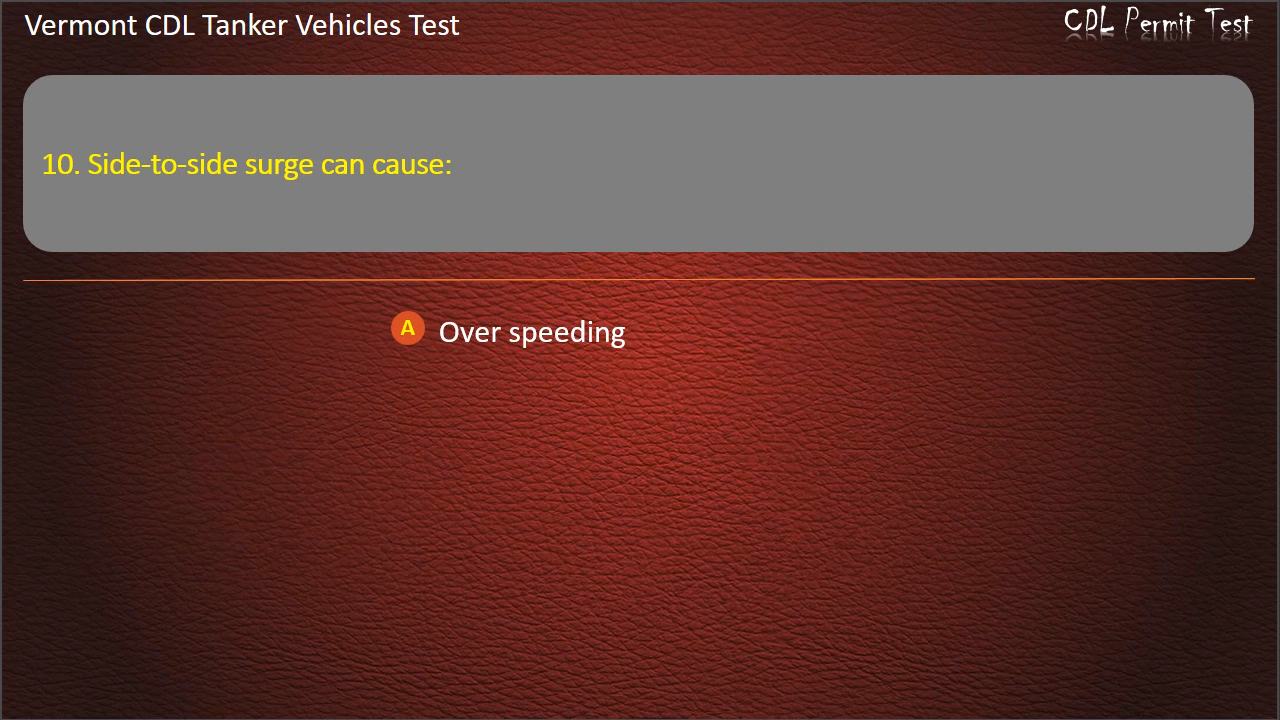 Vermont CDL Tanker Vehicles Test
CDL Permit Test
10. Side-to-side surge can cause:
A Over speeding